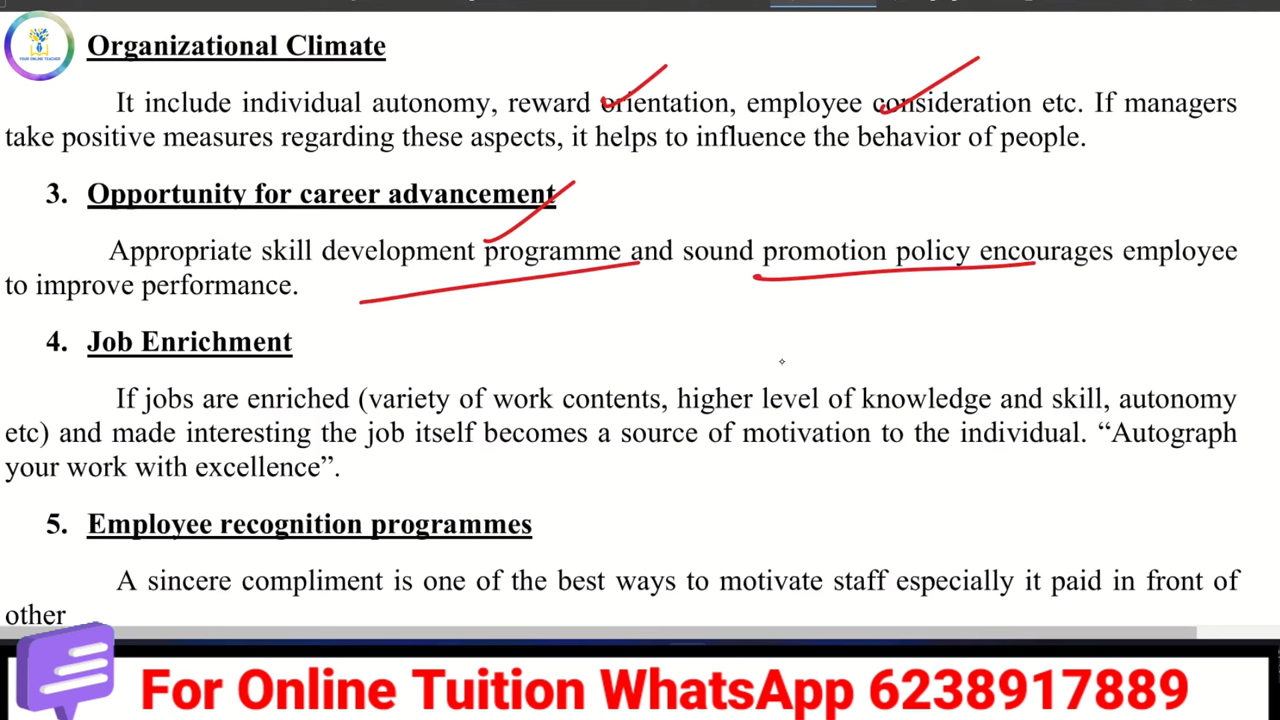 YOUR ONLINE TEACHER
Organizational Climate
It include individual autonomy, reward orientation, employee consideration etc. If managers
take positive measures regarding these aspects, it helps to influence the behavior of people.
3. Opportunity for career advancement
Appropriate skill development programme and sound promotion policy encourages employee
to improve performance.
4. Job Enrichment
If jobs are enriched (variety of work contents, higher level of knowledge and skill, autonomy
etc) and made interesting the job itself becomes a source of motivation to the individual. “Autograph
your work with excellence”.
5. Employee recognition programmes
A sincere compliment is one of the best ways to motivate staff especially it paid in front of
other
For Online Tuition WhatsApp 6238917889